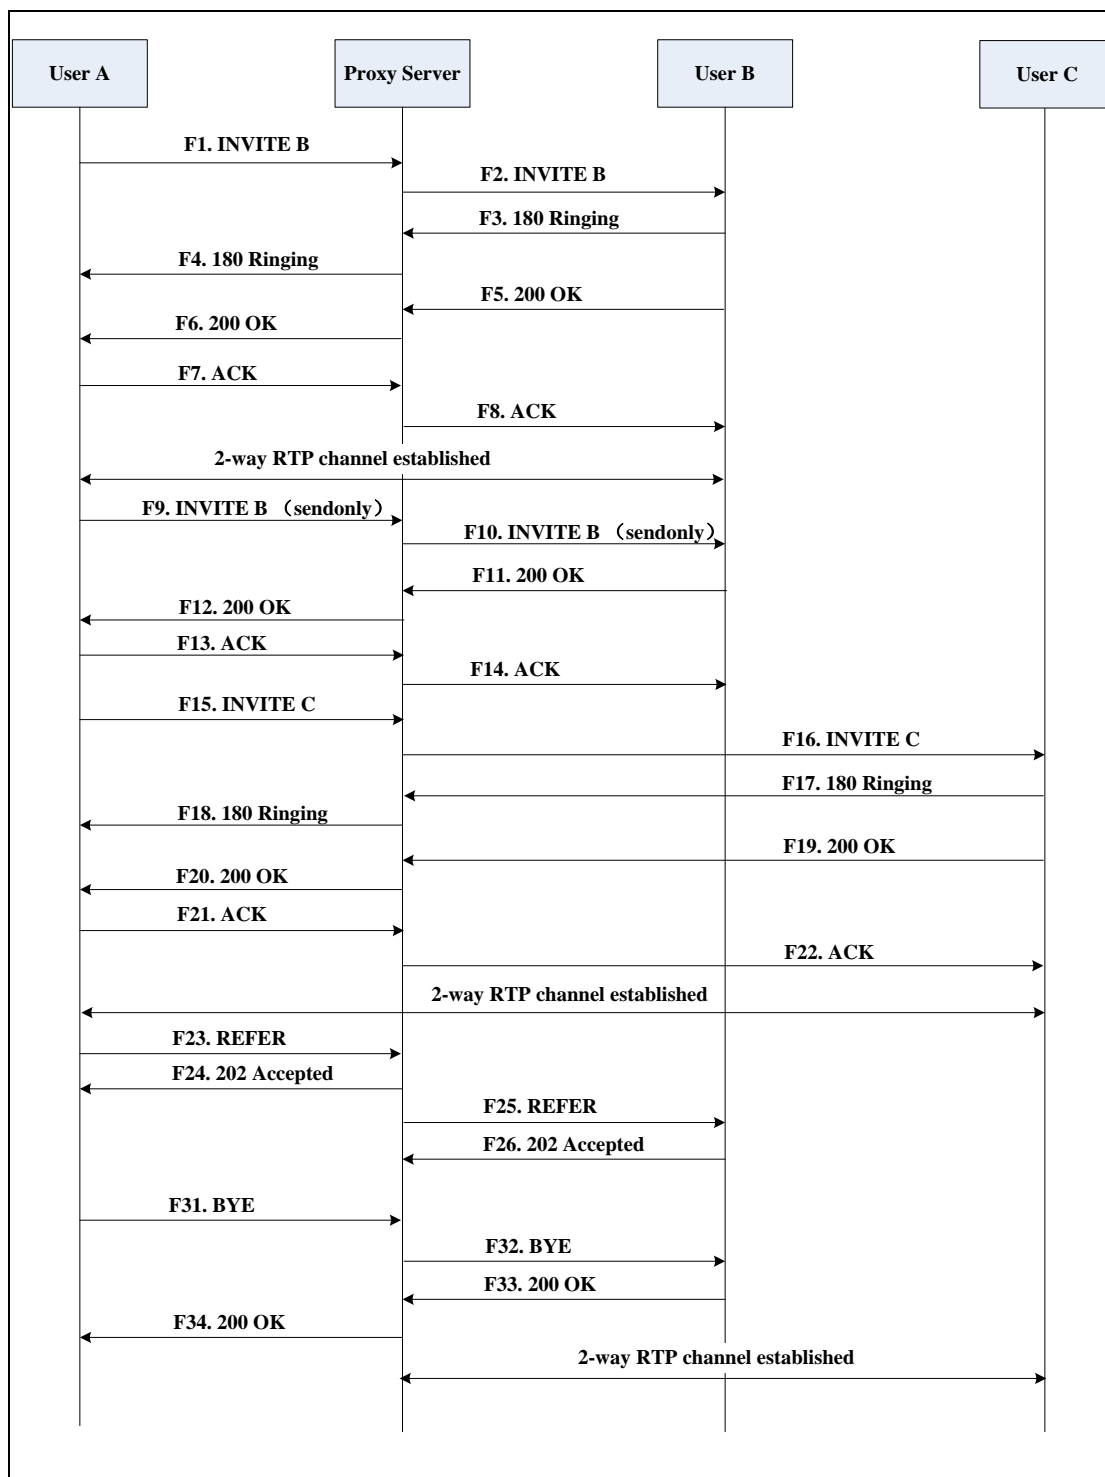 User A
Proxy Server
User B
User C
F1. INVITE B
F2. INVITE B
F3. 180 Ringing
F4. 180 Ringing
F5. 200 OK
F6. 200 OK
F7. ACK
F8. ACK
2-way RTP channel established
F9. INVITE B （sendonly）
F10. INVITE B （sendonly）
F11. 200 OK
F12. 200 OK
F13. ACK
F14. ACK
F15. INVITE C
F16. INVITE C
F17. 180 Ringing
F18. 180 Ringing
F19. 200 OK
F20. 200 OK
F21. ACK
F22. ACK
2-way RTP channel established
F23. REFER
F24. 202 Accepted
F25. REFER
F26. 202 Accepted
F31. BYE
F32. BYE
F33. 200 OK
F34. 200 OK
2-way RTP channel established